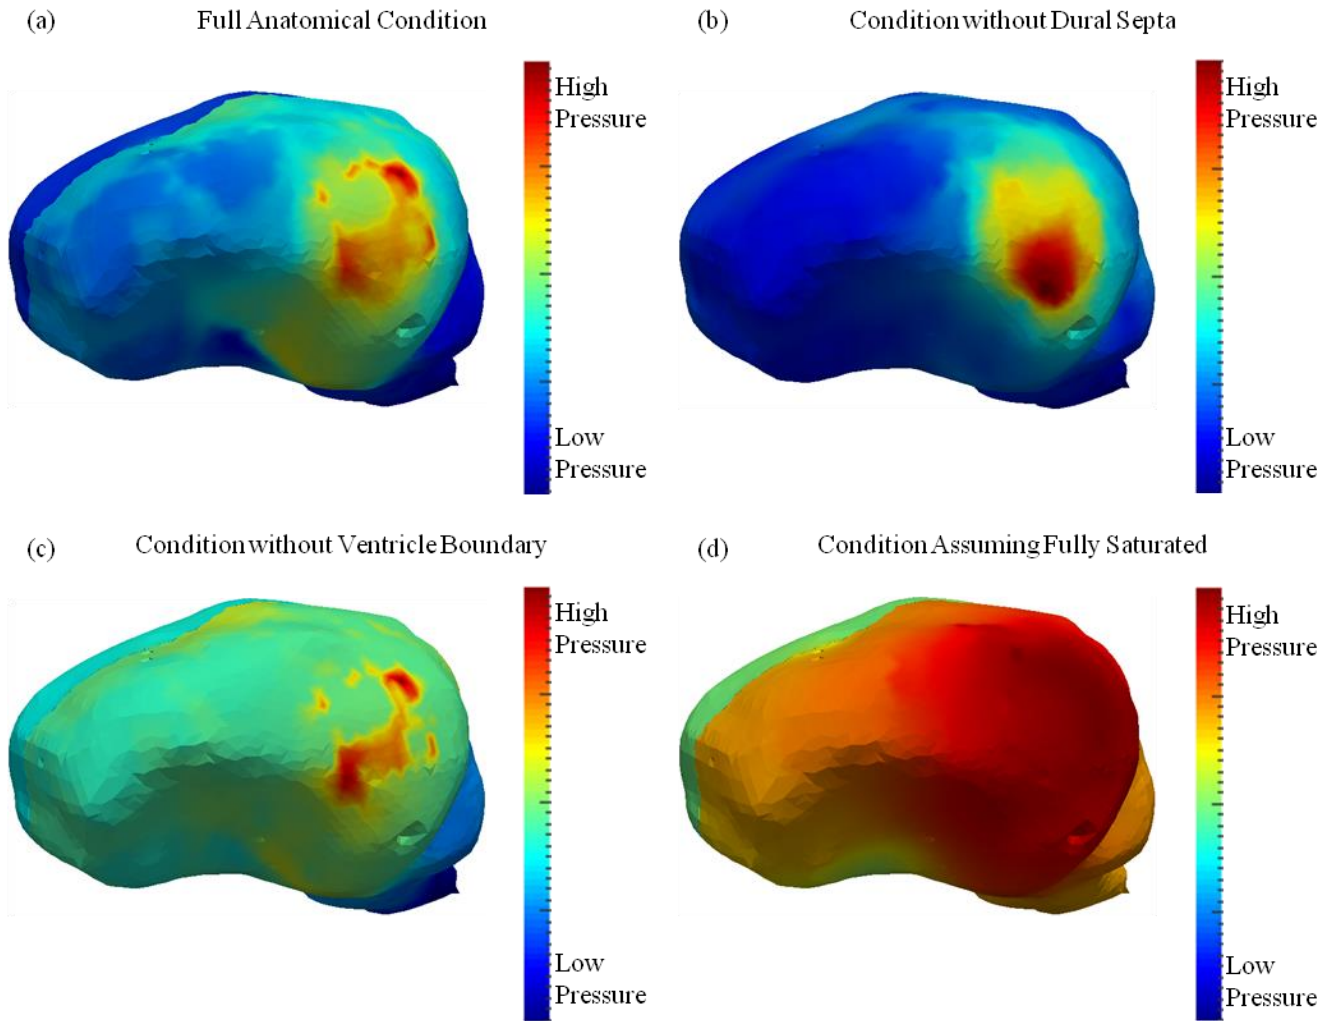 (a) Full Anatomical Condition
(b) Condition without Dural Septa
High
Pressure
Low
Pressure
High
Pressure
Low
Pressure
(c) Condition without Ventricle Boundary
(d) Condition Assuming Fully Saturated
High
Pressure
Low
Pressure
High
Pressure
Low
Pressure